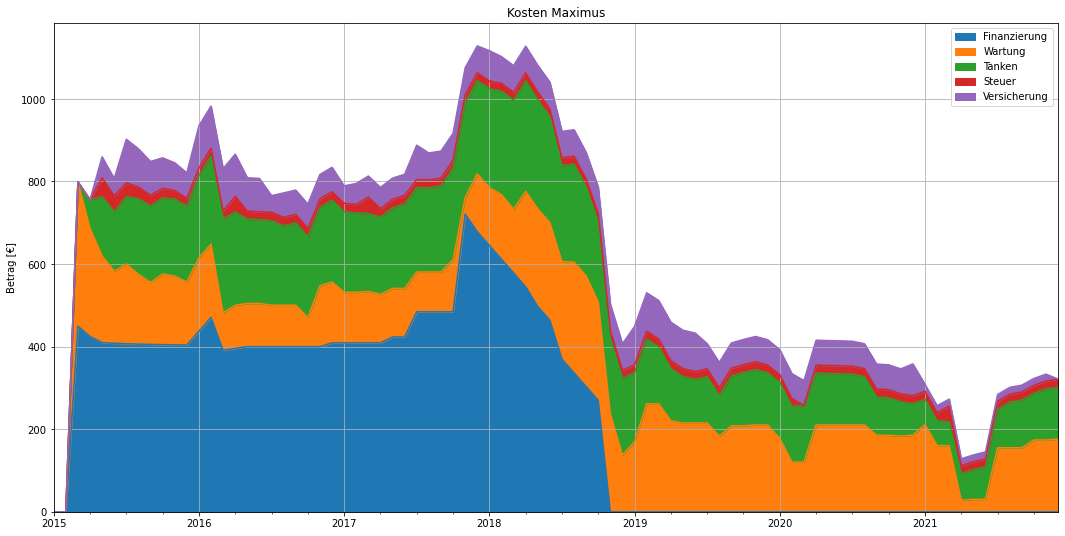 Kosten Maximus
Finanzierung
Wartung
Tanken
Steuer
Versicherung
Betrag [€]
1000
800
600
400
200
0
2015 2016 2017 2018 2019 2020 2021